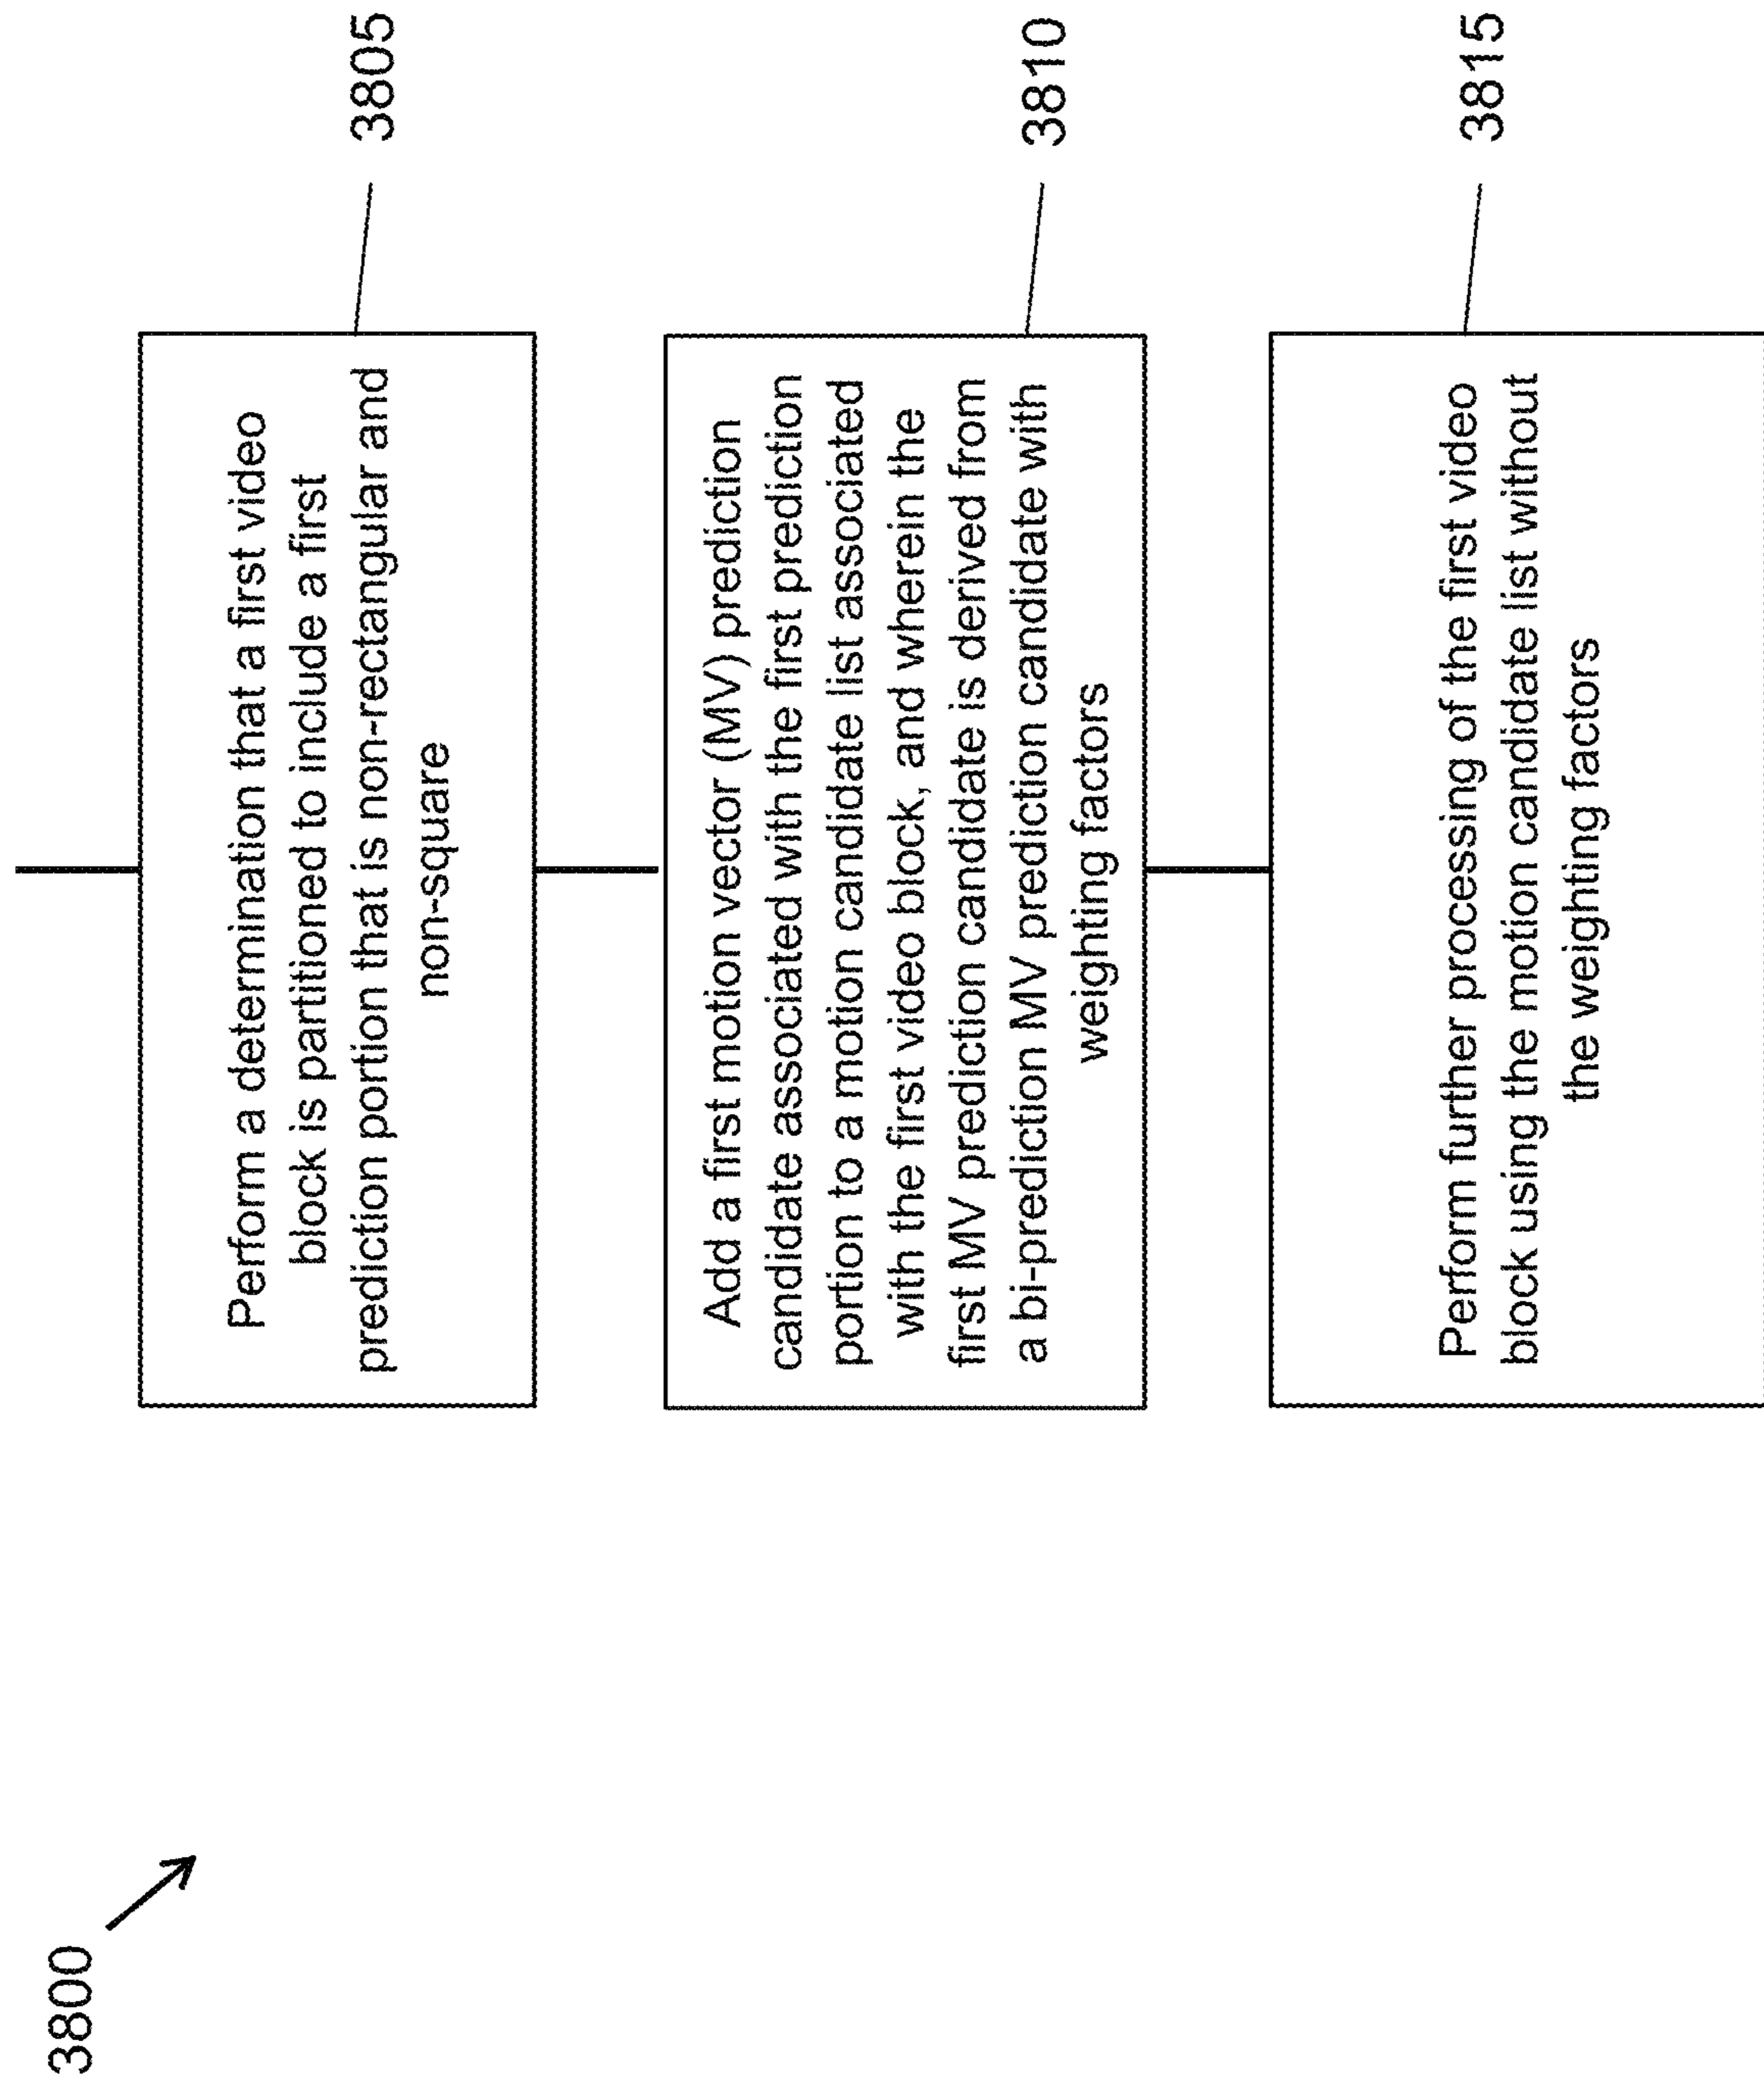 3800
Perform a determination that a first video
block is partitioned to include a first
prediction portion that is non-rectangular and
non-square
3805
Add a first motion vector (MV) prediction
candidate associated with the first prediction
portion to a motion candidate list associated
with the first video block, and wherein the
first MV prediction candidate is derived from
a bi-prediction MV prediction candidate with
weighting factors
3810
Perform further processing of the first video
block using the motion candidate list without
the weighting factors
3815